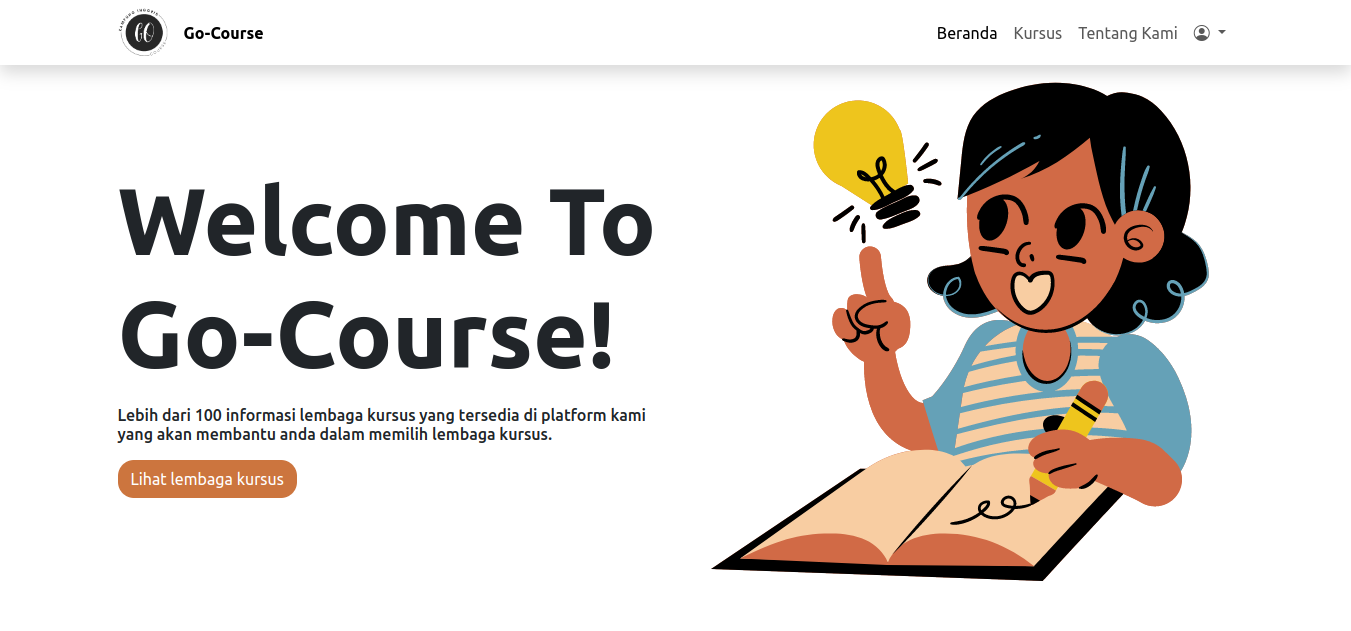 GO
Go-Course
Beranda
Kursus
Tentang Kami
Welcome To
Go-Course!
Lebih dari 100 informasi lembaga kursus yang tersedia di platform kami
yang akan membantu anda dalam memilih lembaga kursus.
Lihat lembaga kursus